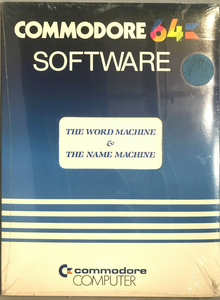 COMMODORE 64
SOFTWARE
THE WORD MACHINE
&
THE NAME MACHINE
commodore
COMPUTER